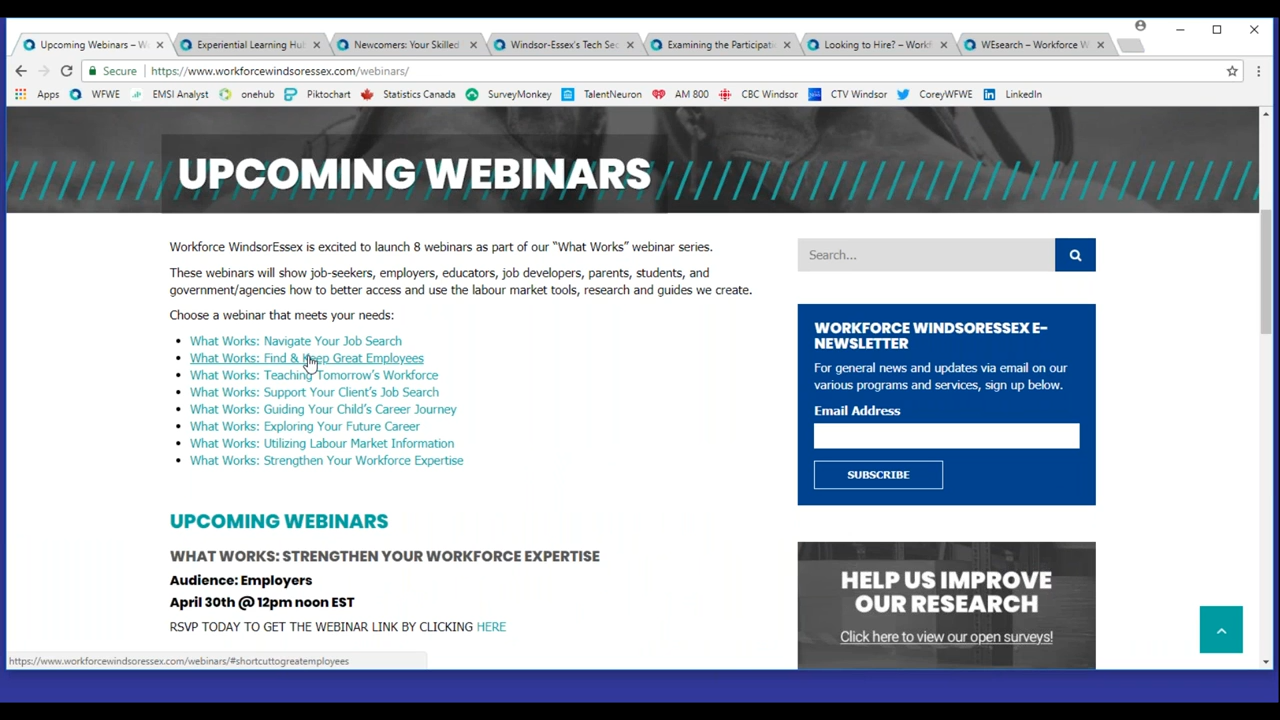 Upcoming Webinars – W
Experiential Learning Hu
Newcomers: Your Skilled
Windsor-Essex's Tech Sec
Examining the Participati
Looking to Hire? – Workf
WEsearch – Workforce W
Secure
https://www.workforcewindsoressex.com/webinars/
Apps
WFWE
EMSI Analyst
onehub
Piktochart
Statistics Canada
SurveyMonkey
TalentNeuron
AM 800
CBC Windsor
CTV Windsor
CoreyWFWE
LinkedIn
UPCOMING WEBINARS
Workforce WindsorEssex is excited to launch 8 webinars as part of our “What Works” webinar series.
These webinars will show job-seekers, employers, educators, job developers, parents, students, and
government/agencies how to better access and use the labour market tools, research and guides we create.
Choose a webinar that meets your needs:
What Works: Navigate Your Job Search
What Works: Find & Keep Great Employees
What Works: Teaching Tomorrow’s Workforce
What Works: Support Your Client’s Job Search
What Works: Guiding Your Child’s Career Journey
What Works: Exploring Your Future Career
What Works: Utilizing Labour Market Information
What Works: Strengthen Your Workforce Expertise
UPCOMING WEBINARS
WHAT WORKS: STRENGTHEN YOUR WORKFORCE EXPERTISE
Audience: Employers
April 30th @ 12pm noon EST
RSVP TODAY TO GET THE WEBINAR LINK BY CLICKING HERE
Search...
WORKFORCE WINDSORESSEX E-
NEWSLETTER
For general news and updates via email on our
various programs and services, sign up below.
Email Address
SUBSCRIBE
HELP US IMPROVE
OUR RESEARCH
Click here to view our open surveys!
https://www.workforcewindsoressex.com/webinars/#shortcuttogreatemployees